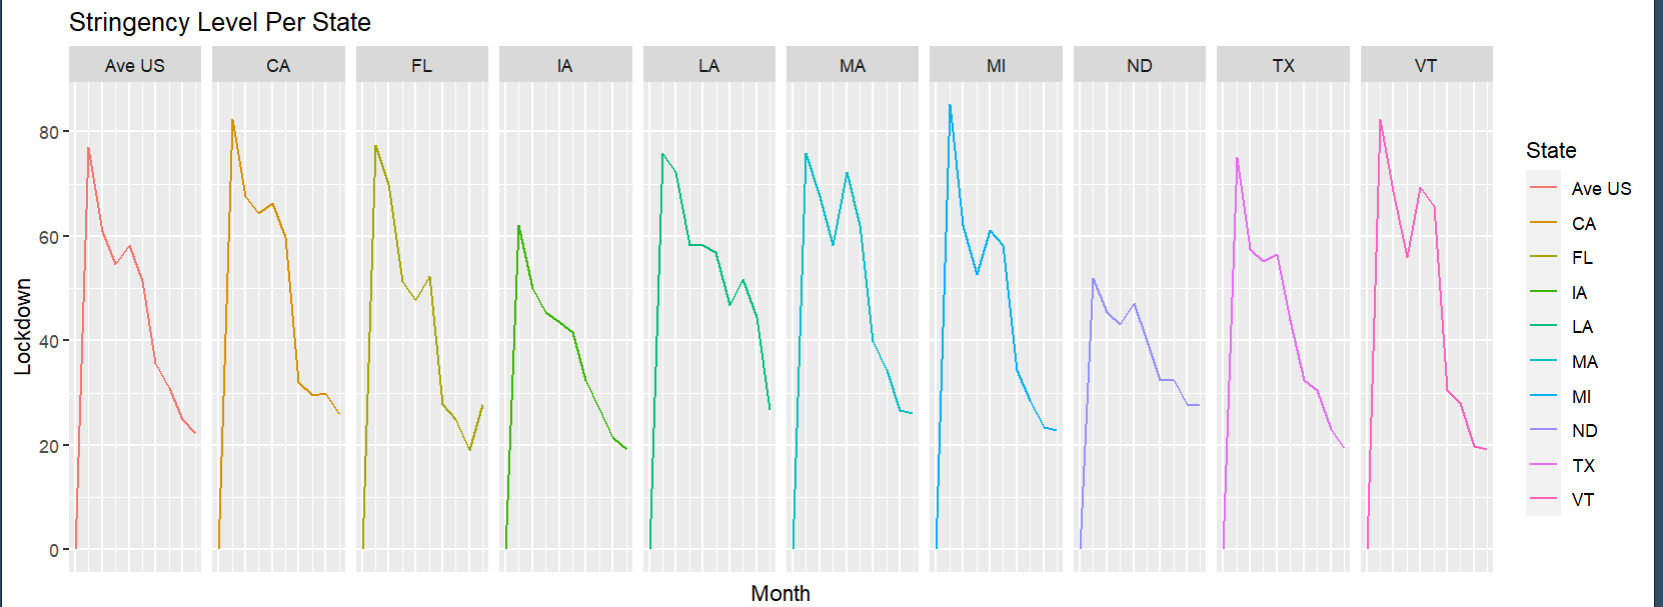 Stringency Level Per State
Ave US CA FL IA LA MA MI ND TX VT
80
60
40
20
0
Lockdown
Month
State
Ave US
CA
FL
IA
LA
MA
MI
ND
TX
VT